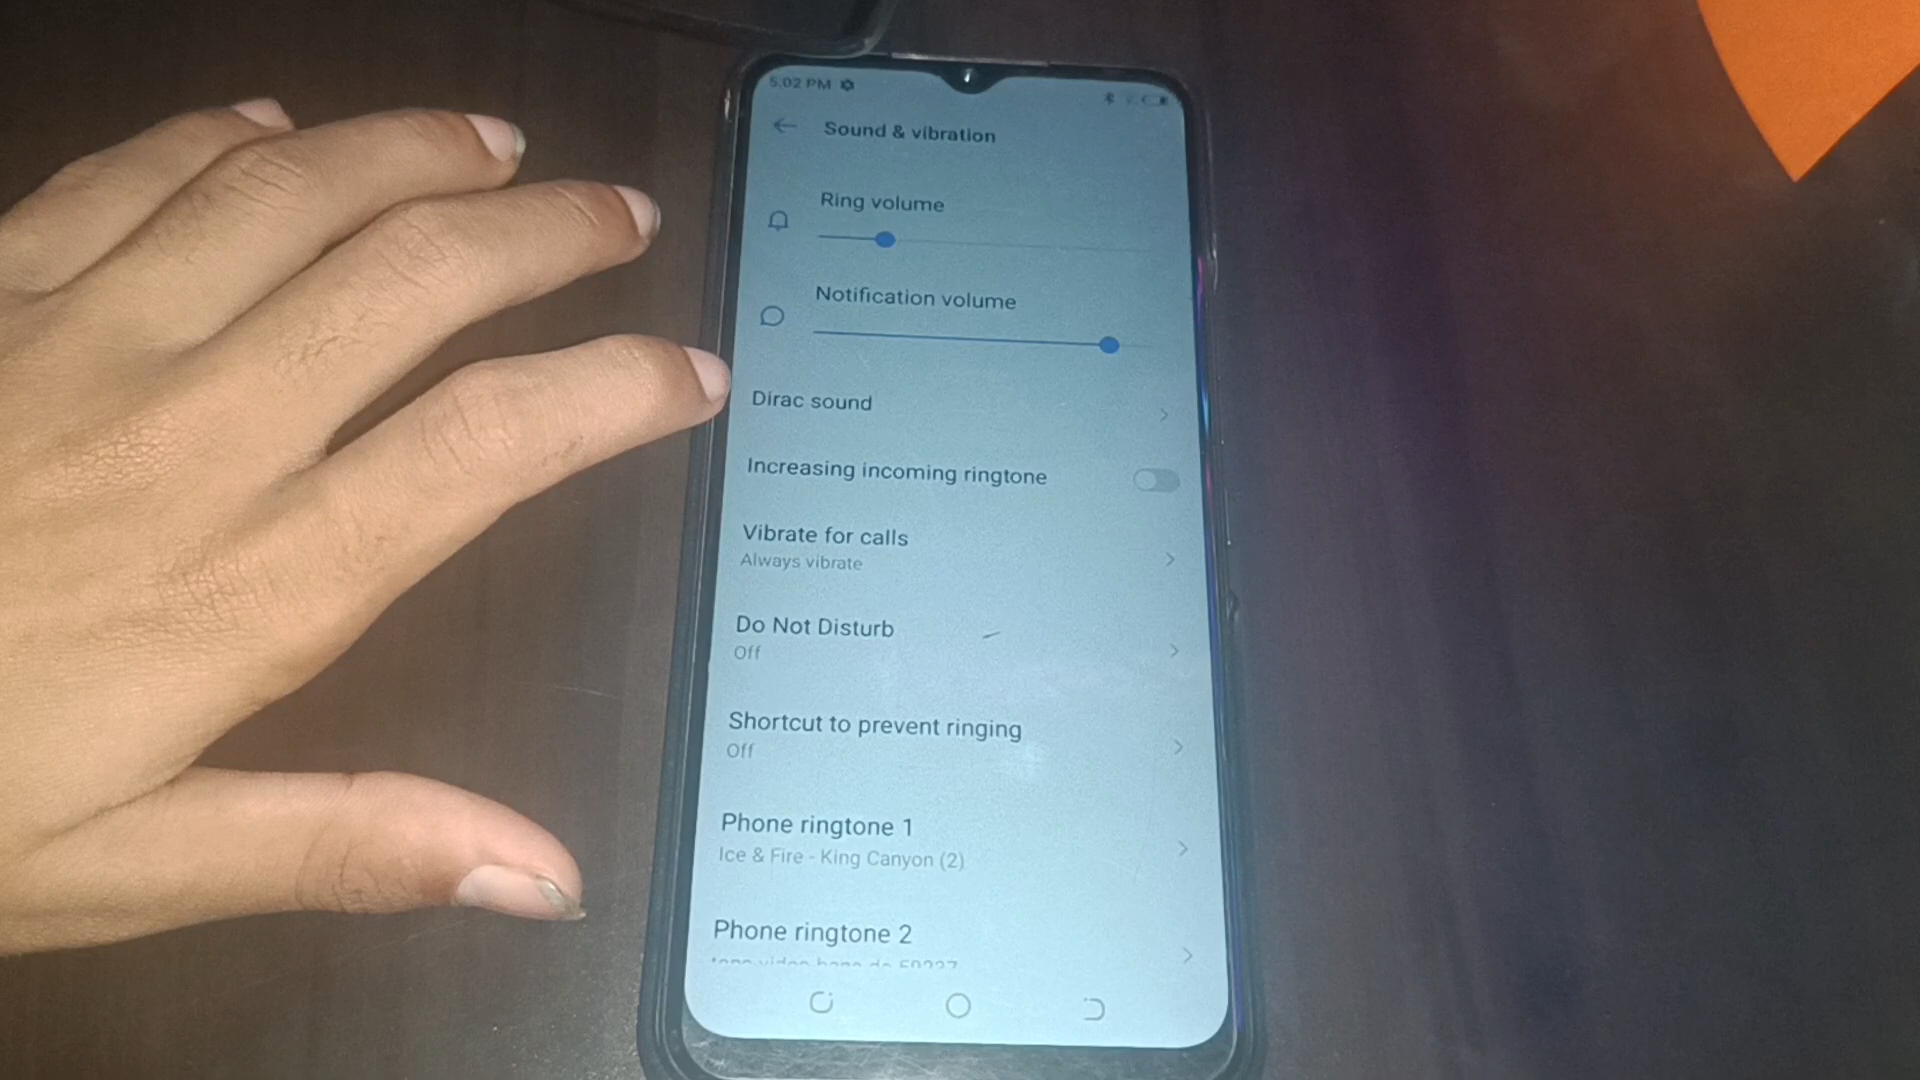 5:02 PM
Sound & vibration
Ring volume
Notification volume
Dirac sound
Increasing incoming ringtone
Vibrate for calls
Always vibrate
Do Not Disturb
Off
Shortcut to prevent ringing
Off
Phone ringtone 1
Ice & Fire - King Canyon (2)
Phone ringtone 2